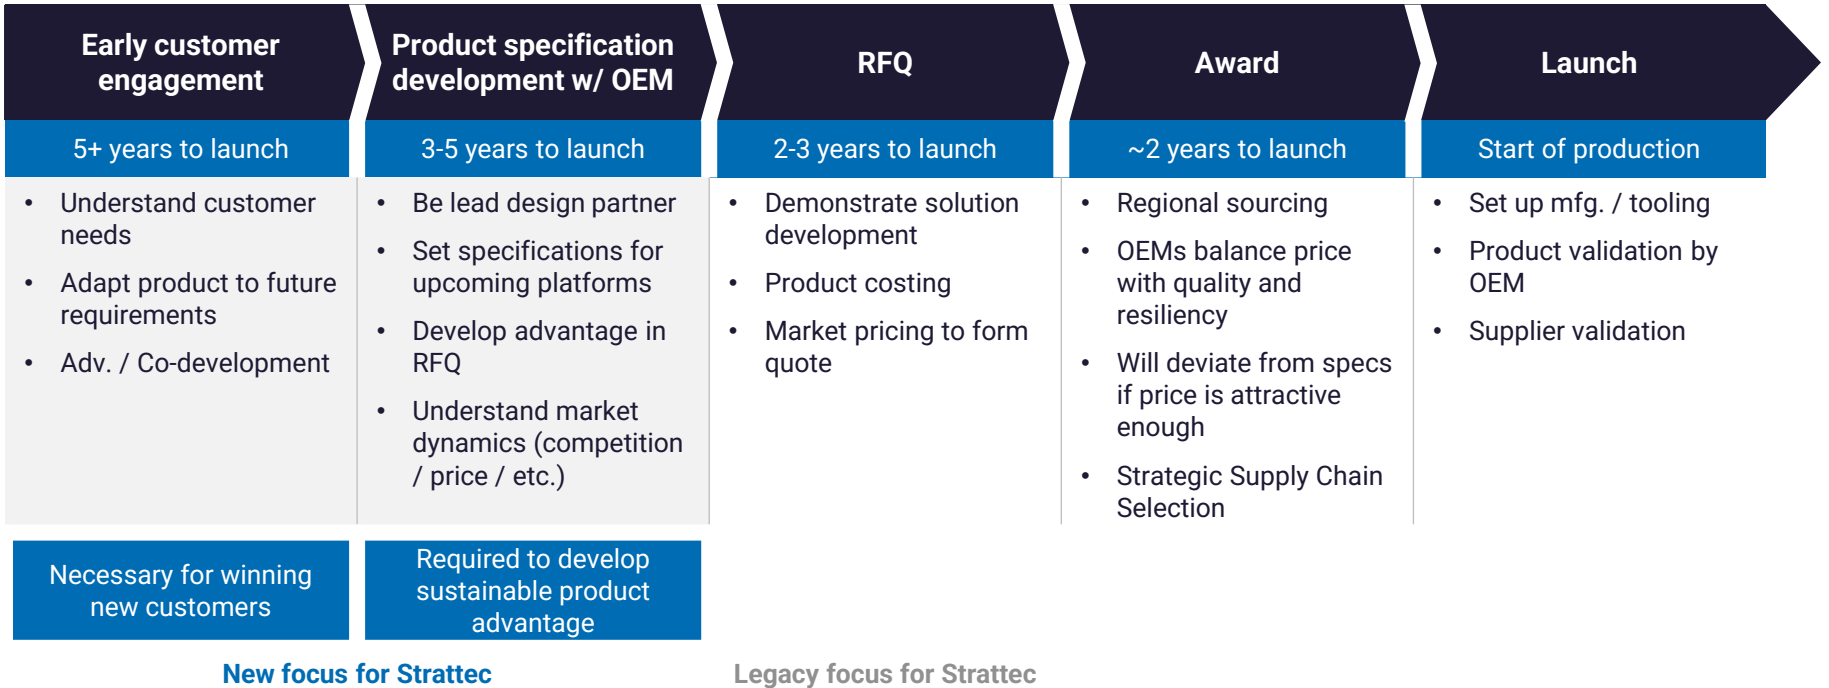 Early customer
engagement
Product specification
development w/ OEM
RFQ
Award
Launch
5+ years to launch
3-5 years to launch
2-3 years to launch
~2 years to launch
Start of production
• Understand customer
needs
• Adapt product to future
requirements
• Adv. / Co-development
• Be lead design partner
• Set specifications for
upcoming platforms
• Develop advantage in
RFQ
• Understand market
dynamics (competition
/ price / etc.)
• Demonstrate solution
development
• Product costing
• Market pricing to form
quote
• Regional sourcing
• OEMs balance price
with quality and
resiliency
• Will deviate from specs
if price is attractive
enough
• Strategic Supply Chain
Selection
• Set up mfg. / tooling
• Product validation by
OEM
• Supplier validation
Necessary for winning
new customers
Required to develop
sustainable product
advantage
New focus for Strattec
Legacy focus for Strattec